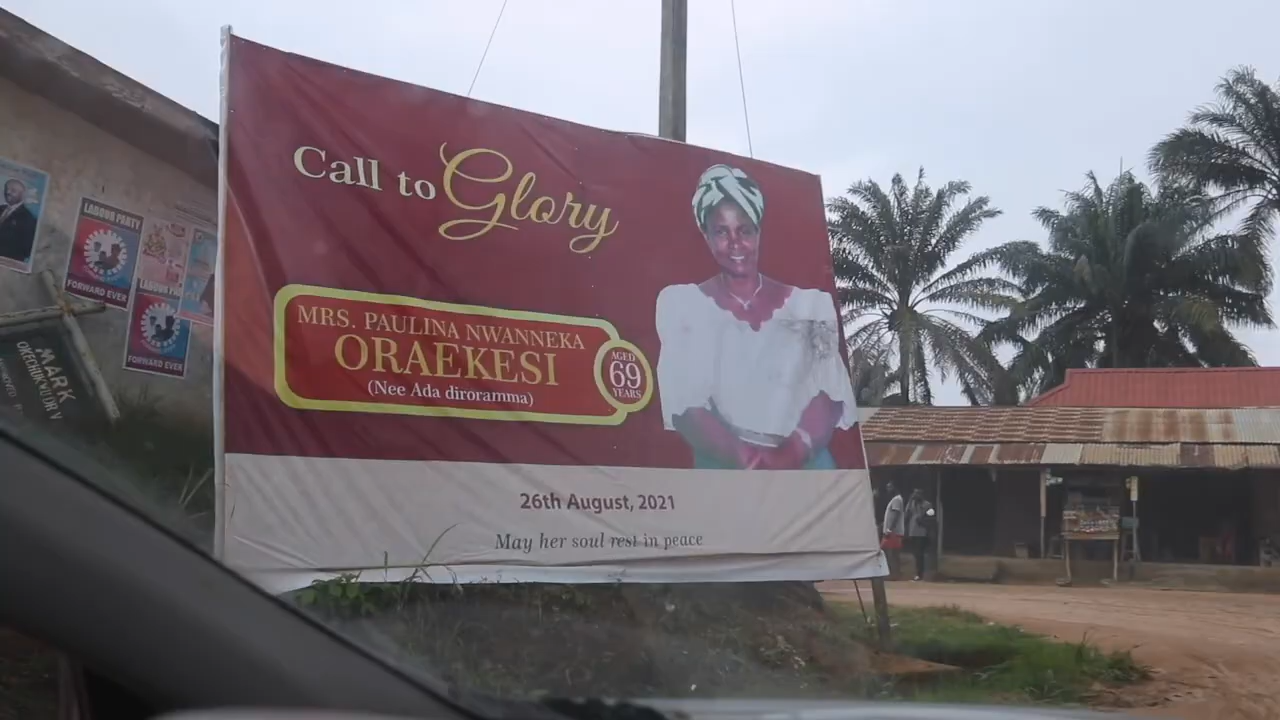 Call to Glory
MRS. PAULINA NWANNEKA
ORAEKESI
(Nee Ada diroramma)
AGED
69
YEARS
26th August, 2021
May her soul rest in peace
LABOUR PARTY
FORWARD EVER
LABOUR PA
FORWARD EVER
MARK